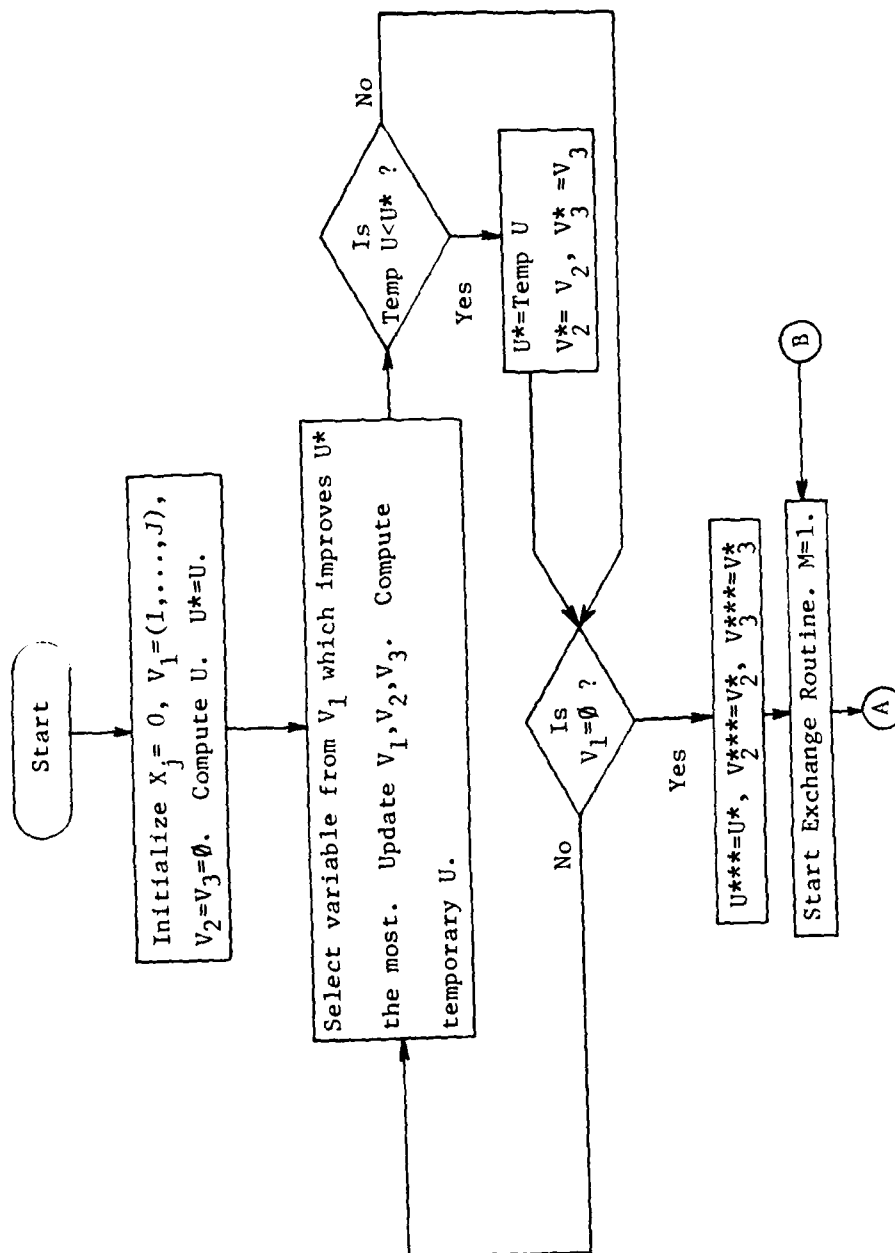 Start
Initialize X_j = 0, V_1=(1,...,J),
V_2=V_3=Ø. Compute U. U*=U.
Select variable from V_1 which improves U*
the most. Update V_1,V_2,V_3. Compute
temporary U.
Is
Temp U<U* ?
No
Yes
U*=Temp U
V*_2= V_2, V*_3=V_3
Is
V_1=Ø ?
No
Yes
U***=U*, V***_2=V*_2, V***_3=V*_3
Start Exchange Routine. M=1.
B
A